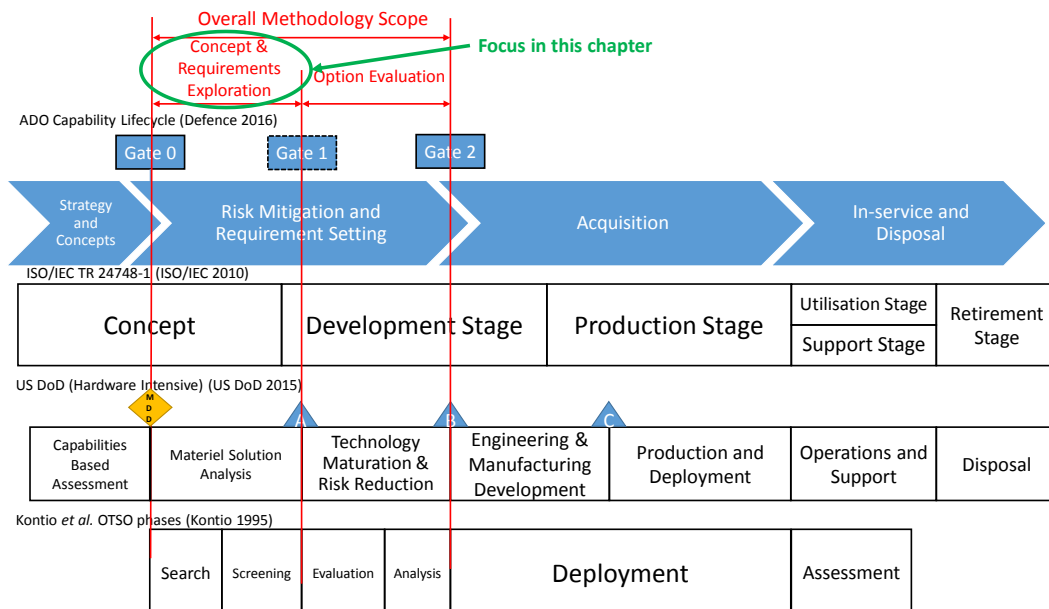 Overall Methodology Scope
Concept &
Requirements
Exploration
Focus in this chapter
Option Evaluation
ADO Capability Lifecycle (Defence 2016)
Gate 0
Gate 1
Gate 2
Strategy
and
Concepts
Risk Mitigation and
Requirement Setting
Acquisition
In-service and
Disposal
ISO/IEC TR 24748-1 (ISO/IEC 2010)
Concept
Development Stage
Production Stage
Utilisation Stage
Support Stage
Retirement
Stage
US DoD (Hardware Intensive) (US DoD 2015)
M
D
D
A
B
C
Capabilities
Based
Assessment
Materiel Solution
Analysis
Technology
Maturation &
Risk Reduction
Engineering &
Manufacturing
Development
Production and
Deployment
Operations and
Support
Disposal
Kontio et al. OTSO phases (Kontio 1995)
Search
Screening
Evaluation
Analysis
Deployment
Assessment